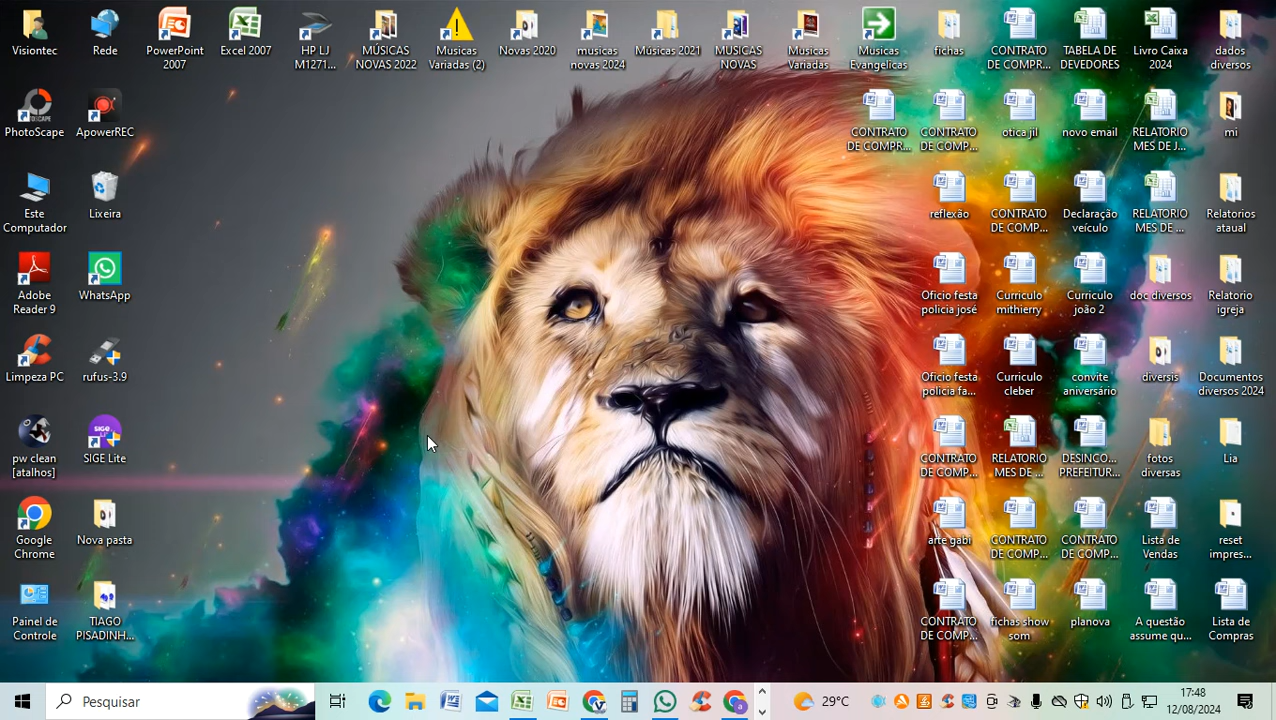 Visiontec
Rede
PowerPoint
2007
Excel 2007
HP LJ
M1271...
MÚSICAS
NOVAS 2022
Musicas
Variadas (2)
Novas 2020
musicas
novas 2024
Músicas 2021
MUSICAS
NOVAS
Musicas
Variadas
Musicas
Evangelicas
fichas
CONTRATO
DE COMPR...
TABELA DE
DEVEDORES
Livro Caixa
2024
dados
diversos
PhotoScape
ApowerREC
CONTRATO
DE COMPR...
CONTRATO
DE COMP...
otica jil
novo email
RELATORIO
MES DE J...
mi
Este
Computador
Lixeira
reflexão
CONTRATO
DE COMP...
Declaração
veículo
RELATORIO
MES DE ...
Relatorios
ataual
Adobe
Reader 9
WhatsApp
Oficio festa
policia josé
Curriculo
mithierry
Curriculo
joão 2
doc diversos
Relatorio
igreja
Limpeza PC
rufus-3.9
Oficio festa
policia fa...
Curriculo
cleber
convite
aniversário
diversis
Documentos
diversos 2024
pw clean
[atalhos]
SIGE Lite
CONTRATO
DE COMP...
RELATORIO
MES DE ...
DESINCO...
PREFEITUR...
fotos
diversas
Lia
Google
Chrome
Nova pasta
arte gabi
CONTRATO
DE COMP...
CONTRATO
DE COMP...
Lista de
Vendas
reset
impres...
Painel de
Controle
TIAGO
PISADINH...
CONTRATO
DE COMP...
fichas show
som
planova
A questão
assume qu...
Lista de
Compras
Pesquisar
29°C
17:48
12/08/2024